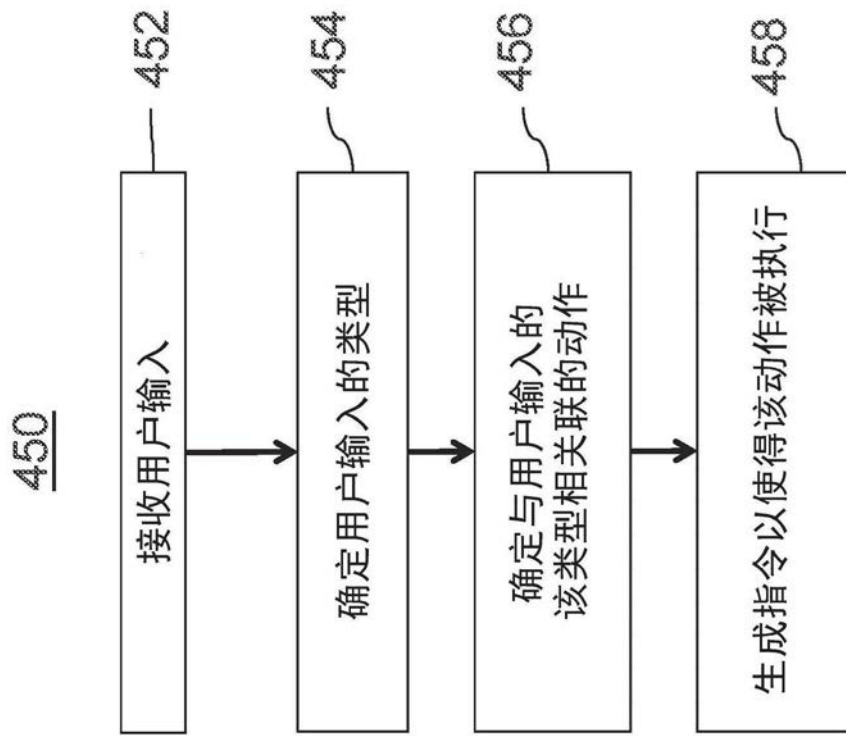 450
接收用户输入
452
确定用户输入的类型
454
确定与用户输入的
该类型相关联的动作
456
生成指令以使得该动作被执行
458